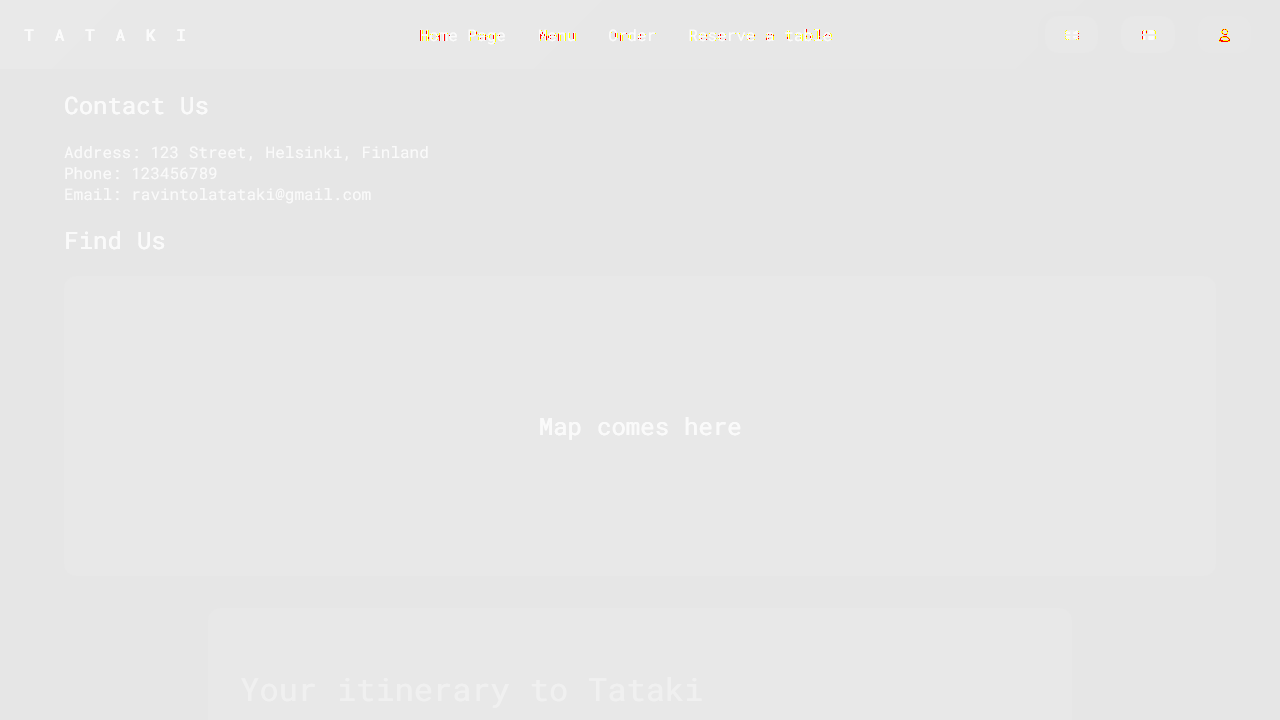 T A T A K I
Home Page Menu Order Reserve a table
Contact Us
Address: 123 Street, Helsinki, Finland
Phone: 123456789
Email: ravintolatataki@gmail.com
Find Us
Map comes here
Your itinerary to Tataki